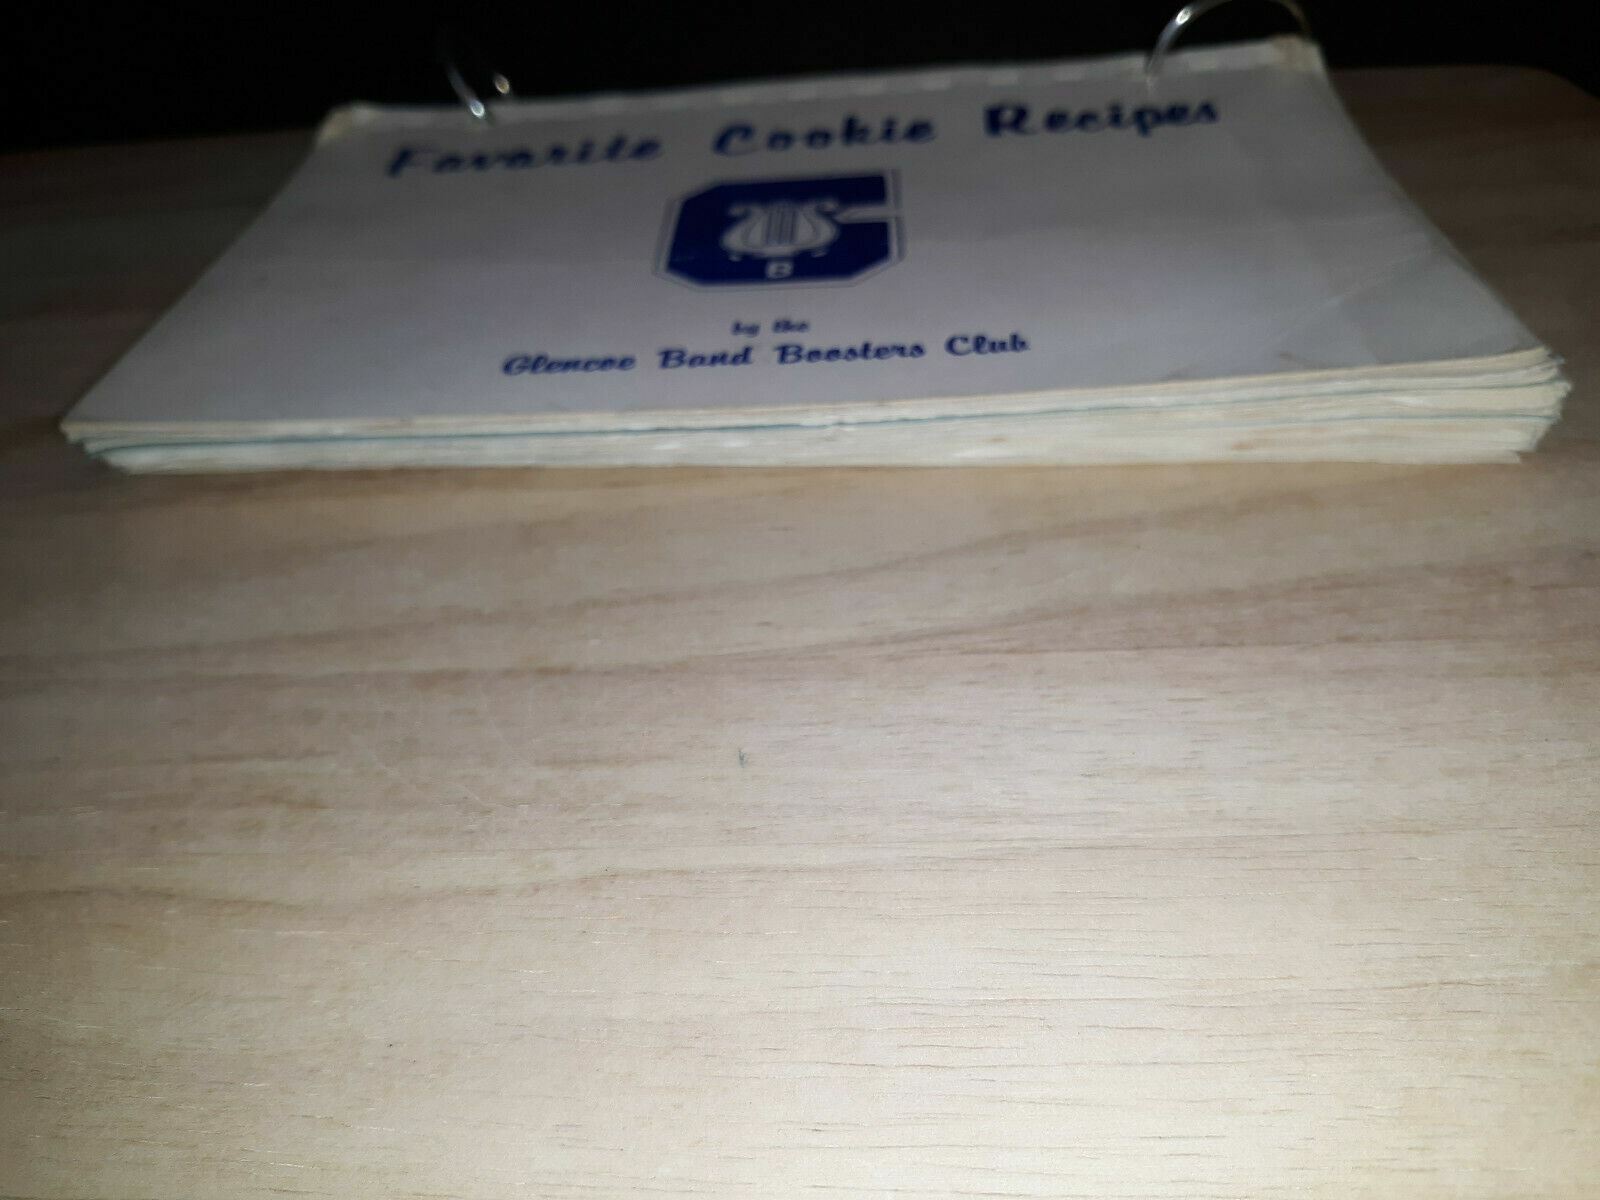 Favorite Cookie Recipes
G
B
by the
Glencoe Band Boosters Club